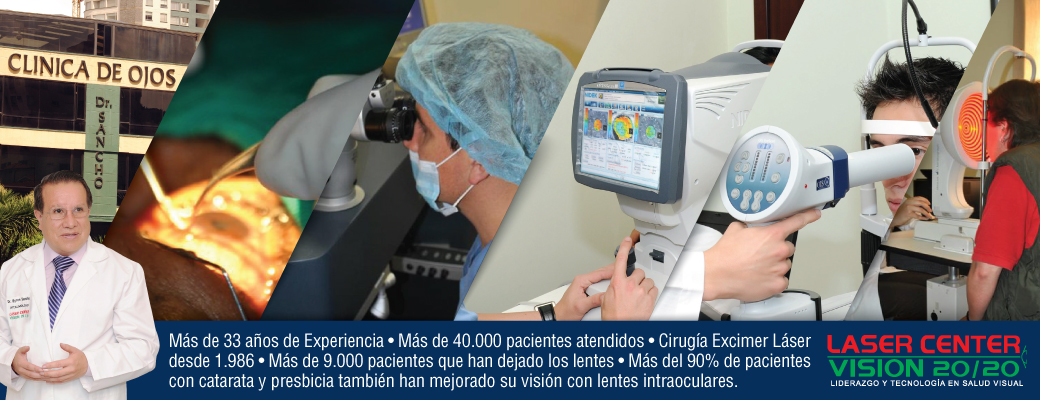 CLINICA DE OJOS
Dr. SANCHO
Más de 33 años de Experiencia • Más de 40.000 pacientes atendidos • Cirugía Excimer Láser
desde 1.986 • Más de 9.000 pacientes que han dejado los lentes • Más del 90% de pacientes
con catarata y presbicia también han mejorado su visión con lentes intraoculares.
LASER CENTER
VISION 20/20
LIDERAZGO Y TECNOLOGÍA EN SALUD VISUAL